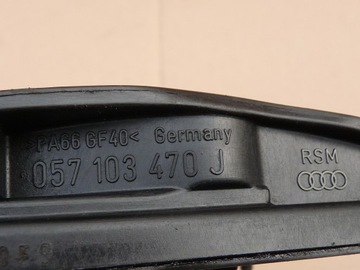 >PA66 GF40< Germany
057 103 470 J
RSM